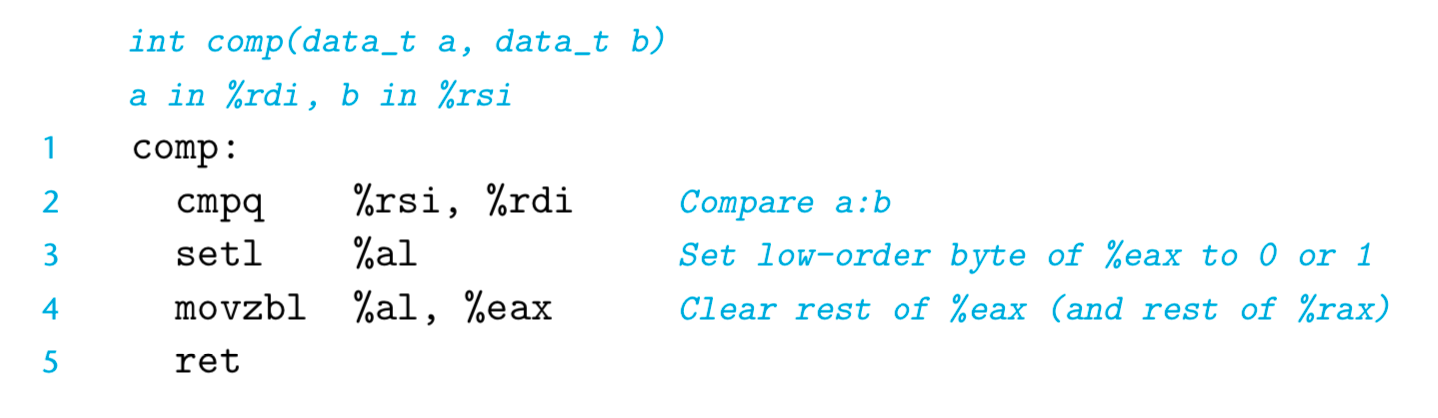 int comp(data_t a, data_t b)
a in %rdi, b in %rsi
1 comp:
2 cmpq %rsi, %rdi Compare a:b
3 setl %al Set low-order byte of %eax to 0 or 1
4 movzbl %al, %eax Clear rest of %eax (and rest of %rax)
5 ret